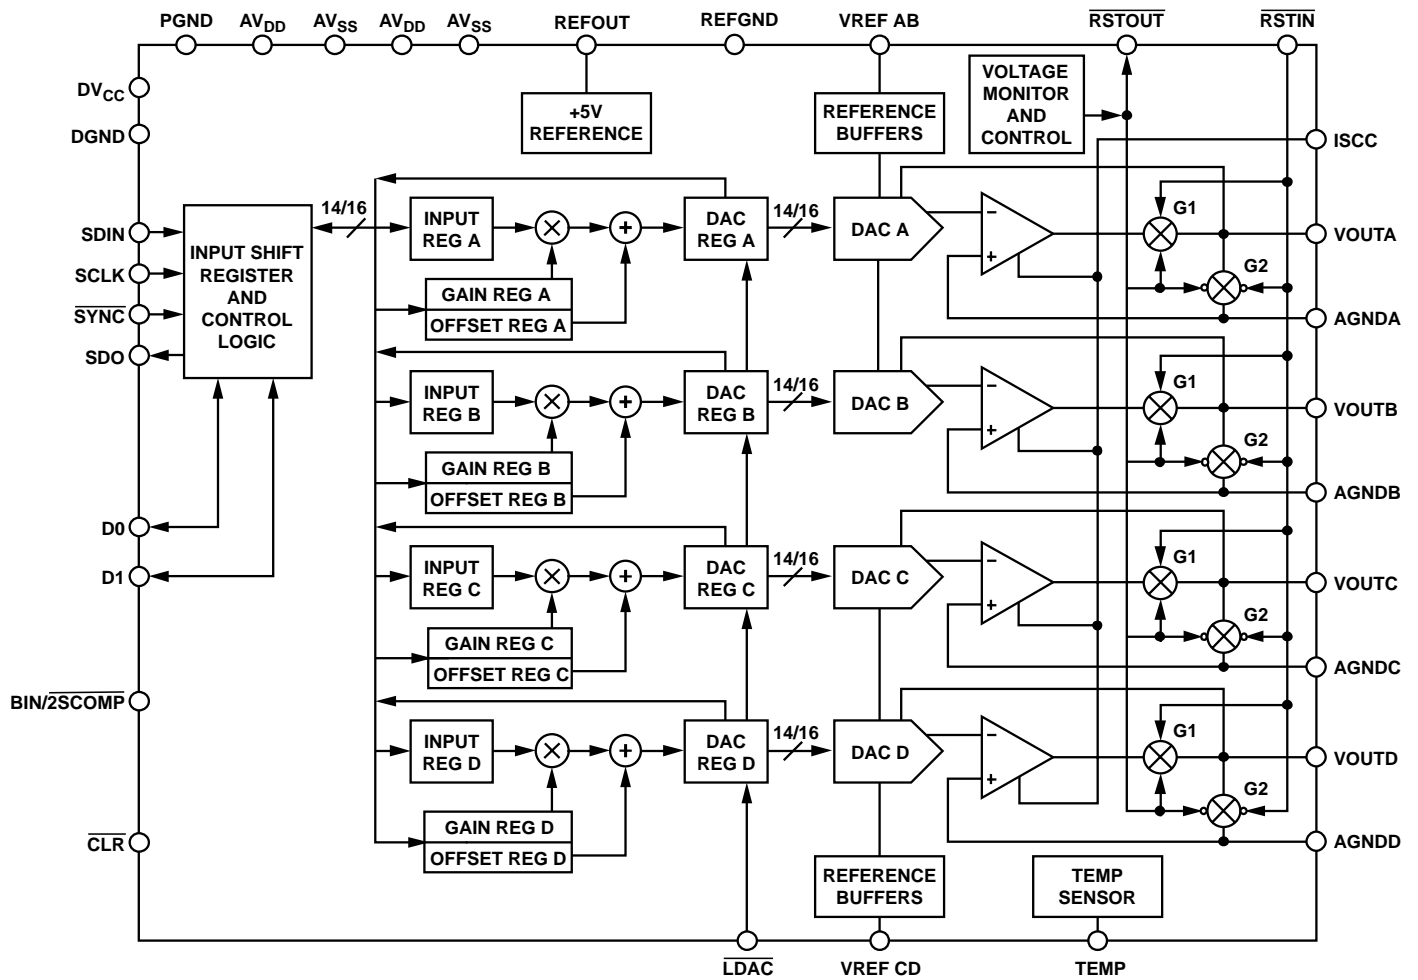 PGND AVDD AVSS AVDD AVSS REFOUT REFGND VREF AB RSTOUT RSTIN
DVCC
DGND
+5V
REFERENCE
REFERENCE
BUFFERS
VOLTAGE
MONITOR
AND
CONTROL
ISCC
SDIN
SCLK
SYNC
SDO
INPUT SHIFT
REGISTER
AND
CONTROL
LOGIC
14/16
INPUT
REG A
×
+
GAIN REG A
OFFSET REG A
DAC
REG A
14/16
DAC A
−
+
G1
G2
VOUTA
AGNDA
INPUT
REG B
×
+
GAIN REG B
OFFSET REG B
DAC
REG B
14/16
DAC B
−
+
G1
G2
VOUTB
AGNDB
D0
D1
INPUT
REG C
×
+
GAIN REG C
OFFSET REG C
DAC
REG C
14/16
DAC C
−
+
G1
G2
VOUTC
AGNDC
BIN/2SCOMP
CLR
INPUT
REG D
×
+
GAIN REG D
OFFSET REG D
DAC
REG D
14/16
DAC D
−
+
G1
G2
VOUTD
AGNDD
REFERENCE
BUFFERS
TEMP
SENSOR
LDAC VREF CD TEMP